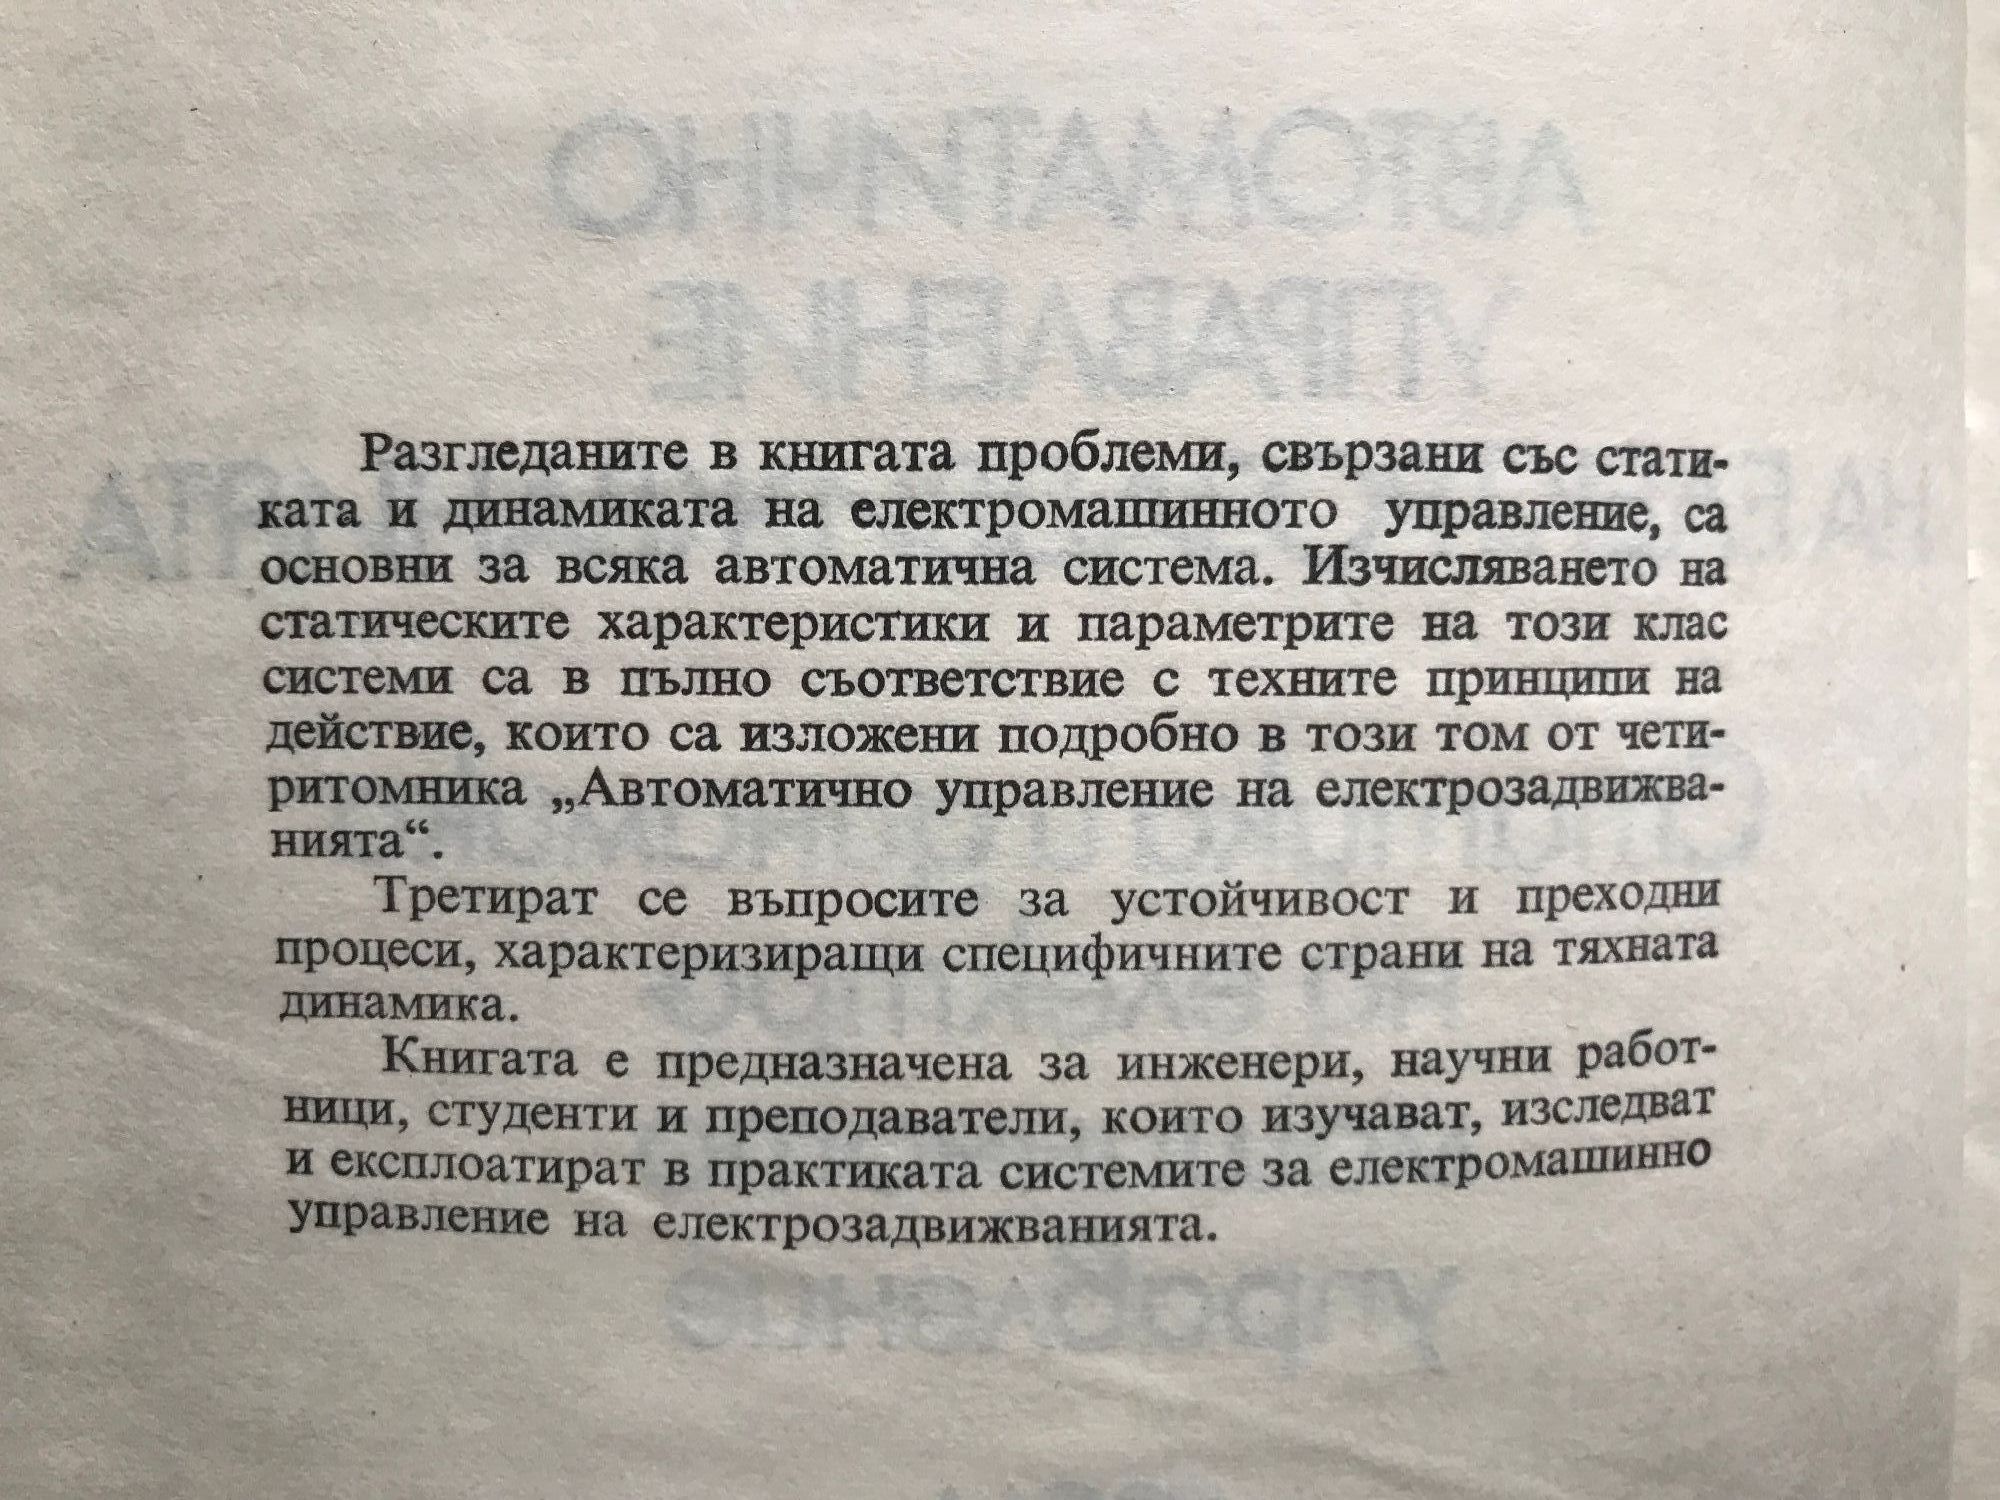 Разгледаните в книгата проблеми, свързани със стати-
ката и динамиката на електромашинното управление, са
основни за всяка автоматична система. Изчисляването на
статическите характеристики и параметрите на този клас
системи са в пълно съответствие с техните принципи на
действие, които са изложени подробно в този том от чети-
ритомника „Автоматично управление на електрозадвижва-
нията“.
Третират се въпросите за устойчивост и преходни
процеси, характеризиращи специфичните страни на тяхната
динамика.
Книгата е предназначена за инженери, научни работ-
ници, студенти и преподаватели, които изучават, изследват
и експлоатират в практиката системите за електромашинно
управление на електрозадвижванията.